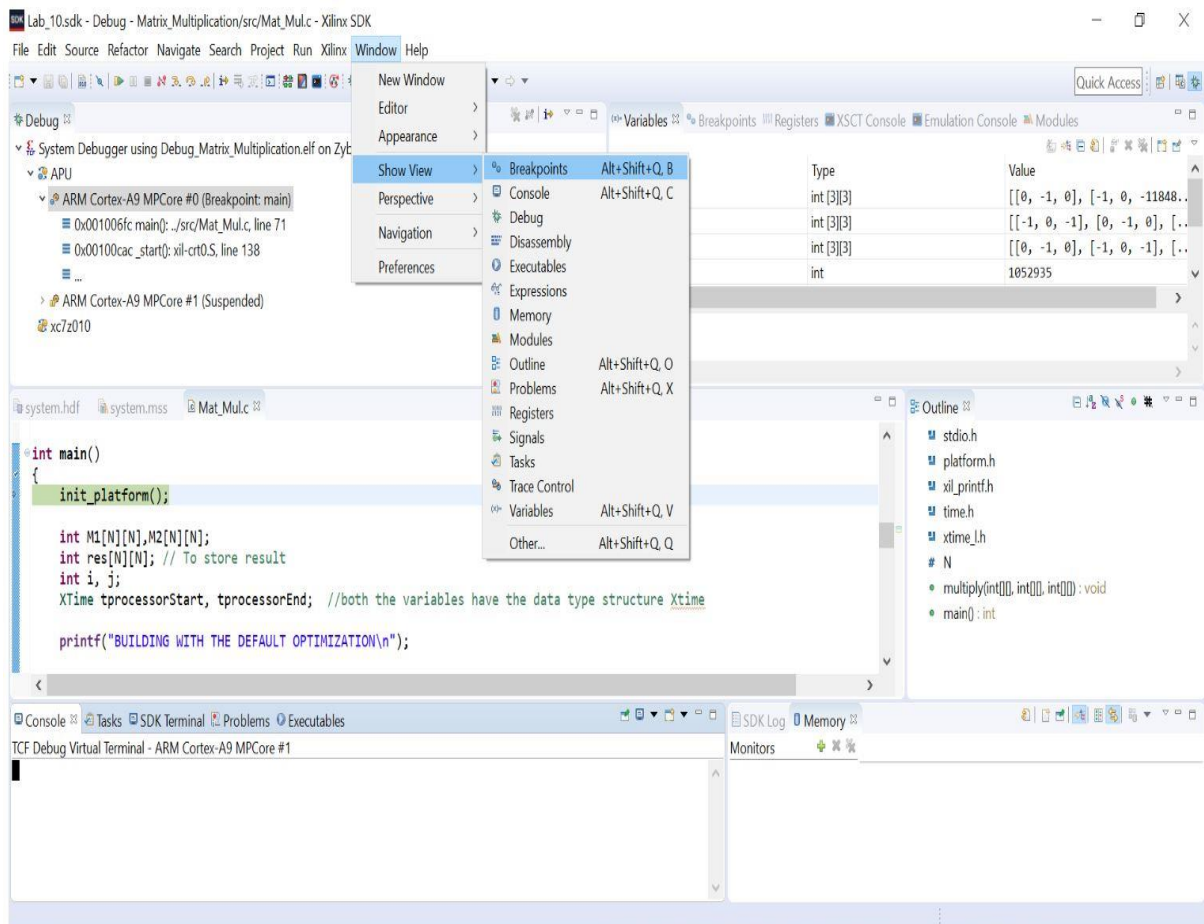 Lab_10.sdk - Debug - Matrix_Multiplication/src/Mat_Mul.c - Xilinx SDK
File Edit Source Refactor Navigate Search Project Run Xilinx Window Help
Quick Access
New Window
Editor
Appearance
Show View
Perspective
Navigation
Preferences
Breakpoints Alt+Shift+Q, B
Console Alt+Shift+Q, C
Debug
Disassembly
Executables
Expressions
Memory
Modules
Outline Alt+Shift+Q, O
Problems Alt+Shift+Q, X
Registers
Signals
Tasks
Trace Control
Variables Alt+Shift+Q, V
Other... Alt+Shift+Q, Q
Debug
System Debugger using Debug_Matrix_Multiplication.elf on Zyb
APU
ARM Cortex-A9 MPCore #0 (Breakpoint: main)
0x001006fc main(): ../src/Mat_Mul.c, line 71
0x00100cac _start(): xil-crt0.S, line 138
...
ARM Cortex-A9 MPCore #1 (Suspended)
xc7z010
Variables Breakpoints Registers XSCT Console Emulation Console Modules
Type Value
int [3][3] [[0, -1, 0], [-1, 0, -11848..
int [3][3] [[-1, 0, -1], [0, -1, 0], [..
int [3][3] [[0, -1, 0], [-1, 0, -1], [..
int 1052935
system.hdf system.mss Mat_Mul.c
int main()
{
init_platform();
int M1[N][N],M2[N][N];
int res[N][N]; // To store result
int i, j;
XTime tprocessorStart, tprocessorEnd; //both the variables have the data type structure Xtime
printf("BUILDING WITH THE DEFAULT OPTIMIZATION\n");
Outline
stdio.h
platform.h
xil_printf.h
time.h
xtime_l.h
# N
multiply(int[][], int[][], int[][]) : void
main() : int
Console Tasks SDK Terminal Problems Executables
TCF Debug Virtual Terminal - ARM Cortex-A9 MPCore #1
SDK Log Memory
Monitors